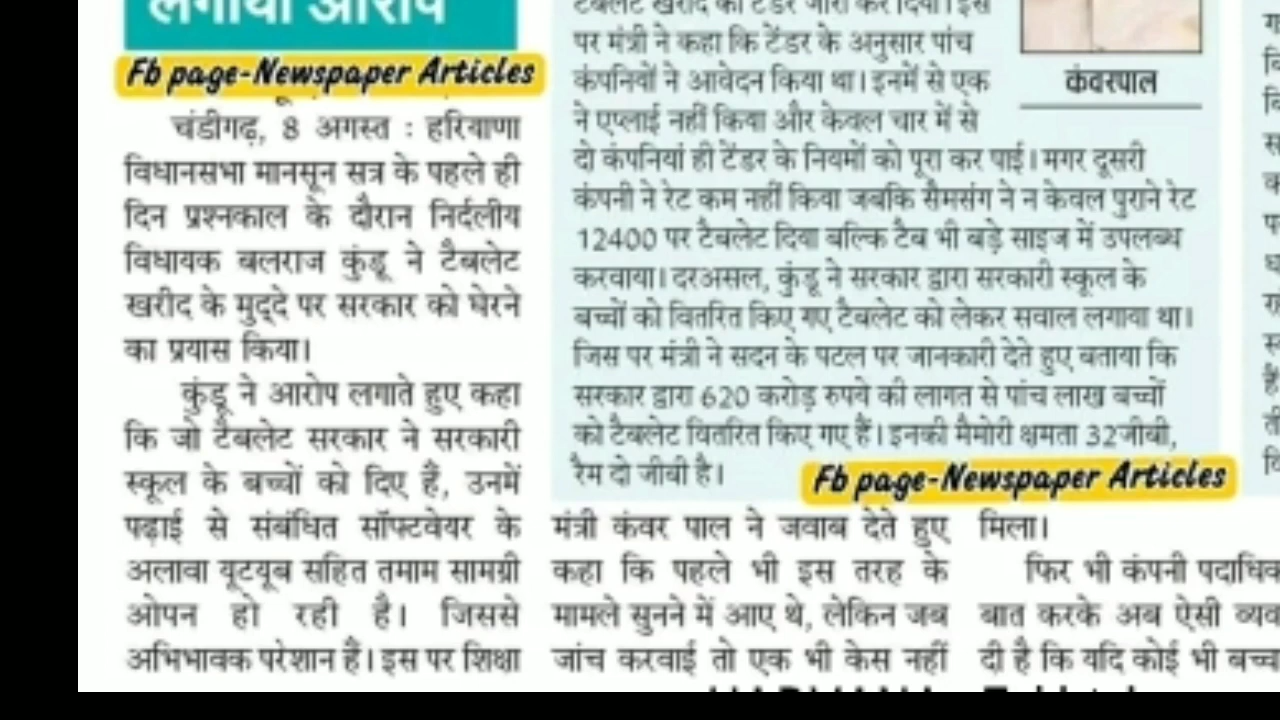 लगाया आरोप
Fb page-Newspaper Articles
चंडीगढ़, 8 अगस्त : हरियाणा
विधानसभा मानसून सत्र के पहले ही
दिन प्रश्नकाल के दौरान निर्दलीय
विधायक बलराज कुंडू ने टैबलेट
खरीद के मुद्दे पर सरकार को घेरने
का प्रयास किया।
कुंडू ने आरोप लगाते हुए कहा
कि जो टैबलेट सरकार ने सरकारी
स्कूल के बच्चों को दिए हैं, उनमें
पढ़ाई से संबंधित सॉफ्टवेयर के
अलावा यूटयूब सहित तमाम सामग्री
ओपन हो रही है। जिससे
अभिभावक परेशान हैं। इस पर शिक्षा
टैबलेट खरीद का टेंडर जारी कर दिया। इस
पर मंत्री ने कहा कि टेंडर के अनुसार पांच
कंपनियों ने आवेदन किया था। इनमें से एक
ने एप्लाई नहीं किया और केवल चार में से
दो कंपनियां ही टेंडर के नियमों को पूरा कर पाई। मगर दूसरी
कंपनी ने रेट कम नहीं किया जबकि सैमसंग ने न केवल पुराने रेट
12400 पर टैबलेट दिया बल्कि टैब भी बड़े साइज में उपलब्ध
करवाया। दरअसल, कुंडू ने सरकार द्वारा सरकारी स्कूल के
बच्चों को वितरित किए गए टैबलेट को लेकर सवाल लगाया था।
जिस पर मंत्री ने सदन के पटल पर जानकारी देते हुए बताया कि
सरकार द्वारा 620 करोड़ रुपये की लागत से पांच लाख बच्चों
को टैबलेट वितरित किए गए हैं। इनकी मैमोरी क्षमता 32जीबी,
रैम दो जीबी है।
कंवरपाल
Fb page-Newspaper Articles
मंत्री कंवर पाल ने जवाब देते हुए
कहा कि पहले भी इस तरह के
मामले सुनने में आए थे, लेकिन जब
जांच करवाई तो एक भी केस नहीं
मिला।
फिर भी कंपनी
बात करके अब ऐसी
दी है कि यदि कोई भी